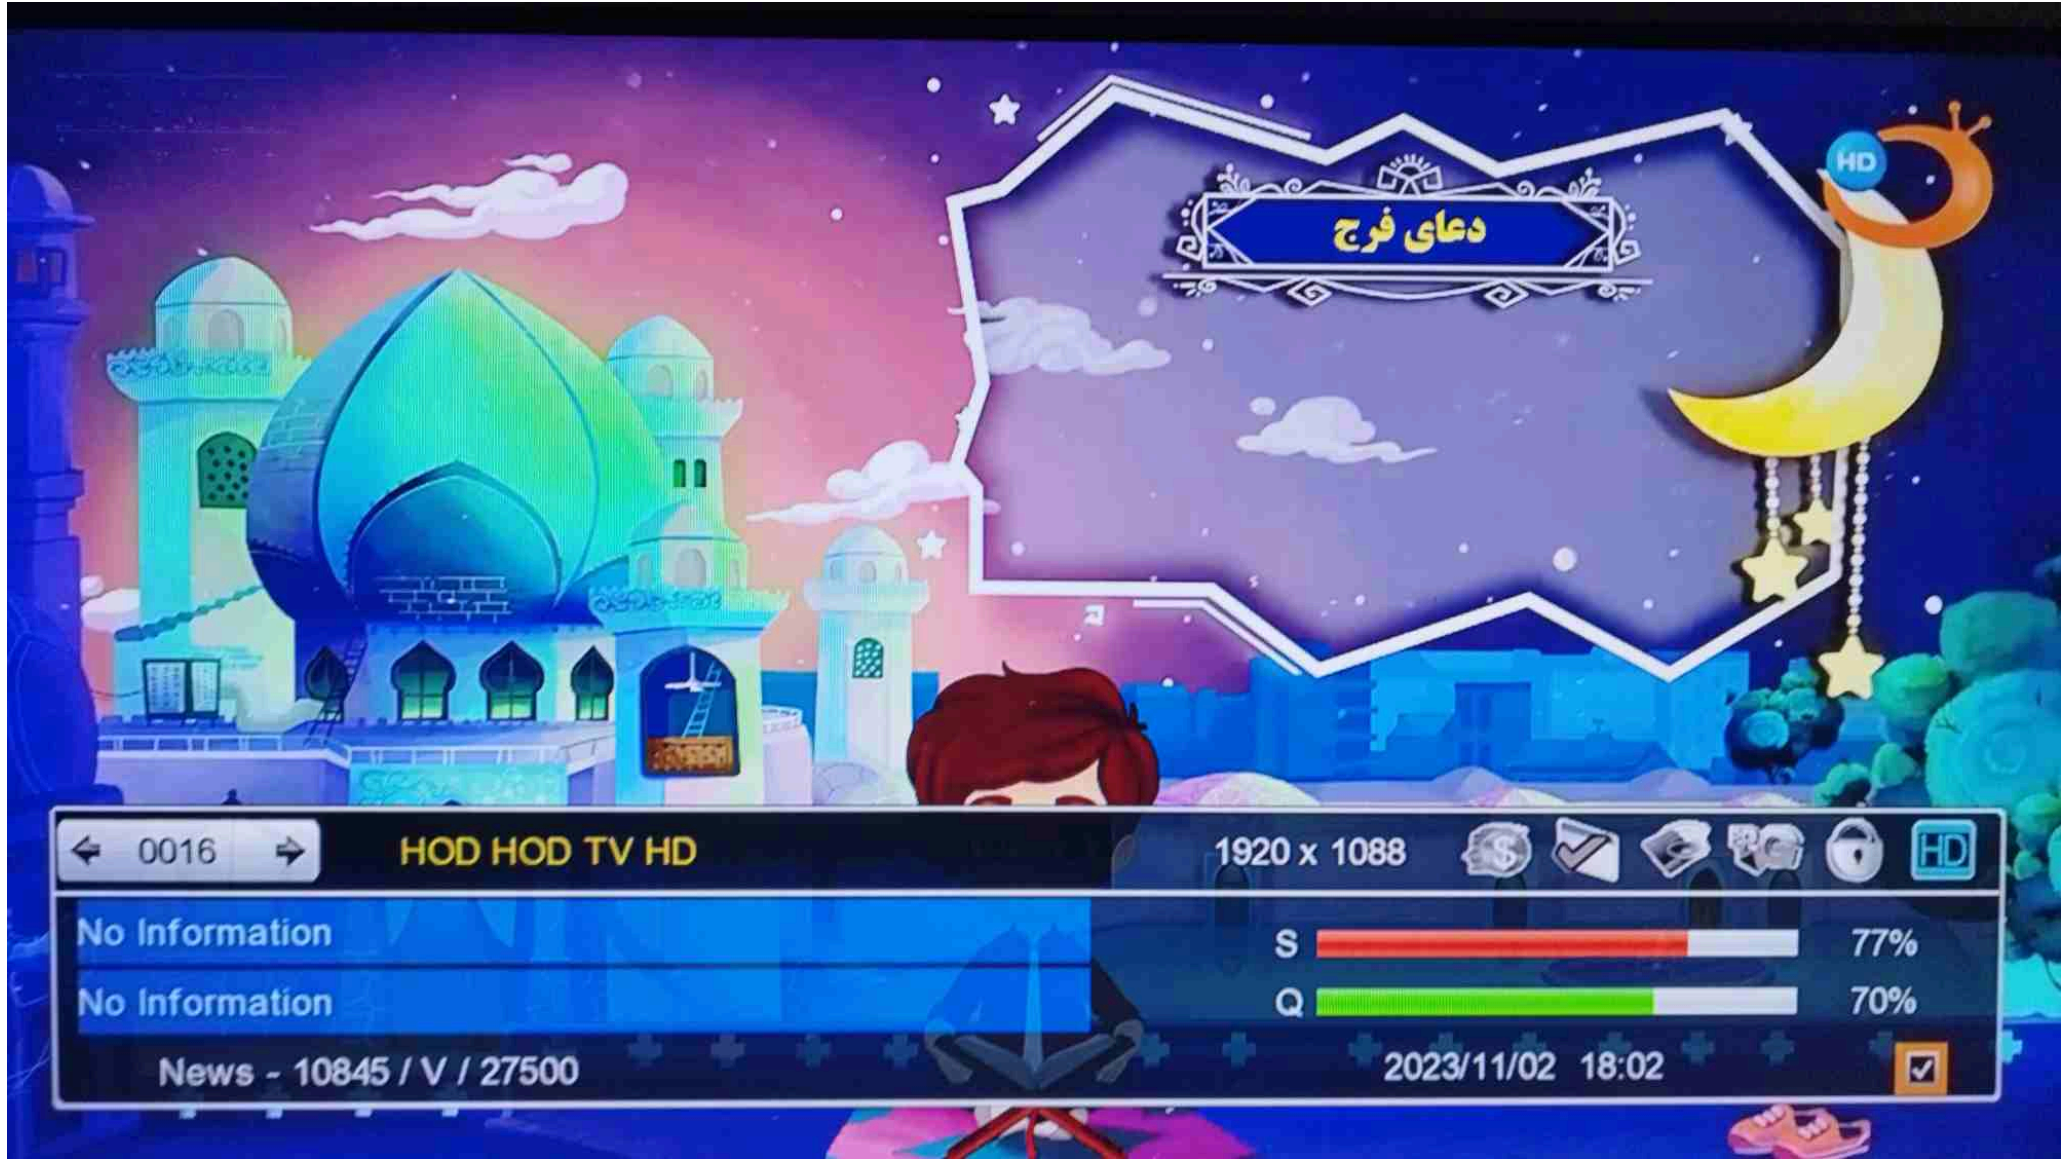 HD
دعای فرج
0016
HOD HOD TV HD
1920 x 1088
HD
No Information
S
77%
No Information
Q
70%
News - 10845 / V / 27500
2023/11/02 18:02